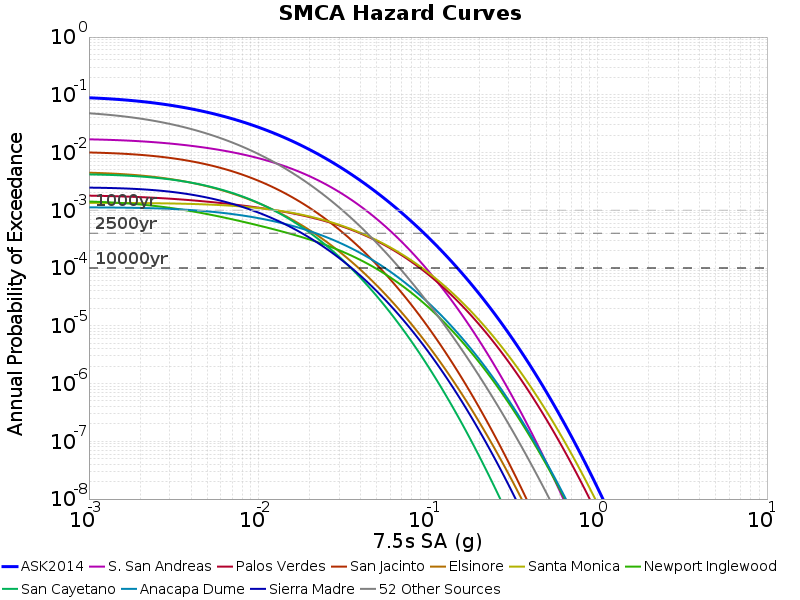 SMCA Hazard Curves
Annual Probability of Exceedance
10^0
10^-1
10^-2
10^-3
10^-4
10^-5
10^-6
10^-7
10^-8
1000yr
2500yr
10000yr
10^-3 10^-2 10^-1 10^0 10^1
7.5s SA (g)
ASK2014 S. San Andreas Palos Verdes San Jacinto Elsinore Santa Monica Newport Inglewood
San Cayetano Anacapa Dume Sierra Madre 52 Other Sources